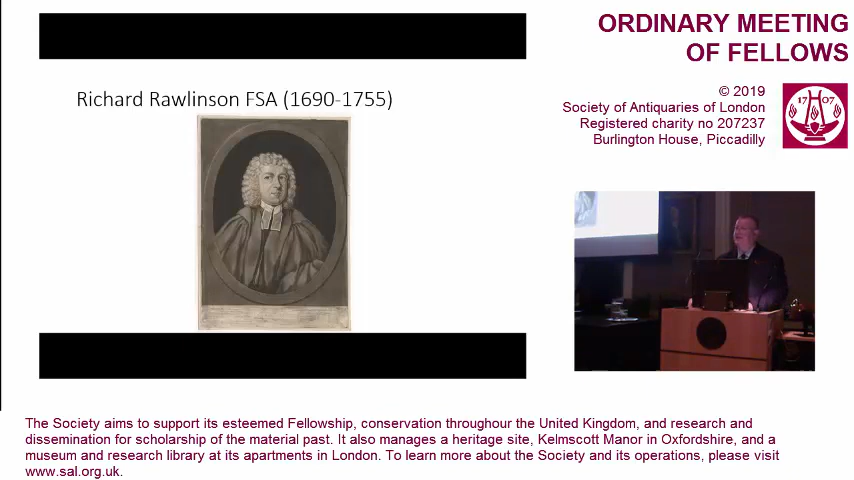 ORDINARY MEETING
OF FELLOWS
© 2019
Society of Antiquaries of London
Registered charity no 207237
Burlington House, Piccadilly
17 07
Richard Rawlinson FSA (1690-1755)
The Society aims to support its esteemed Fellowship, conservation throughour the United Kingdom, and research and
dissemination for scholarship of the material past. It also manages a heritage site, Kelmscott Manor in Oxfordshire, and a
museum and research library at its apartments in London. To learn more about the Society and its operations, please visit
www.sal.org.uk.